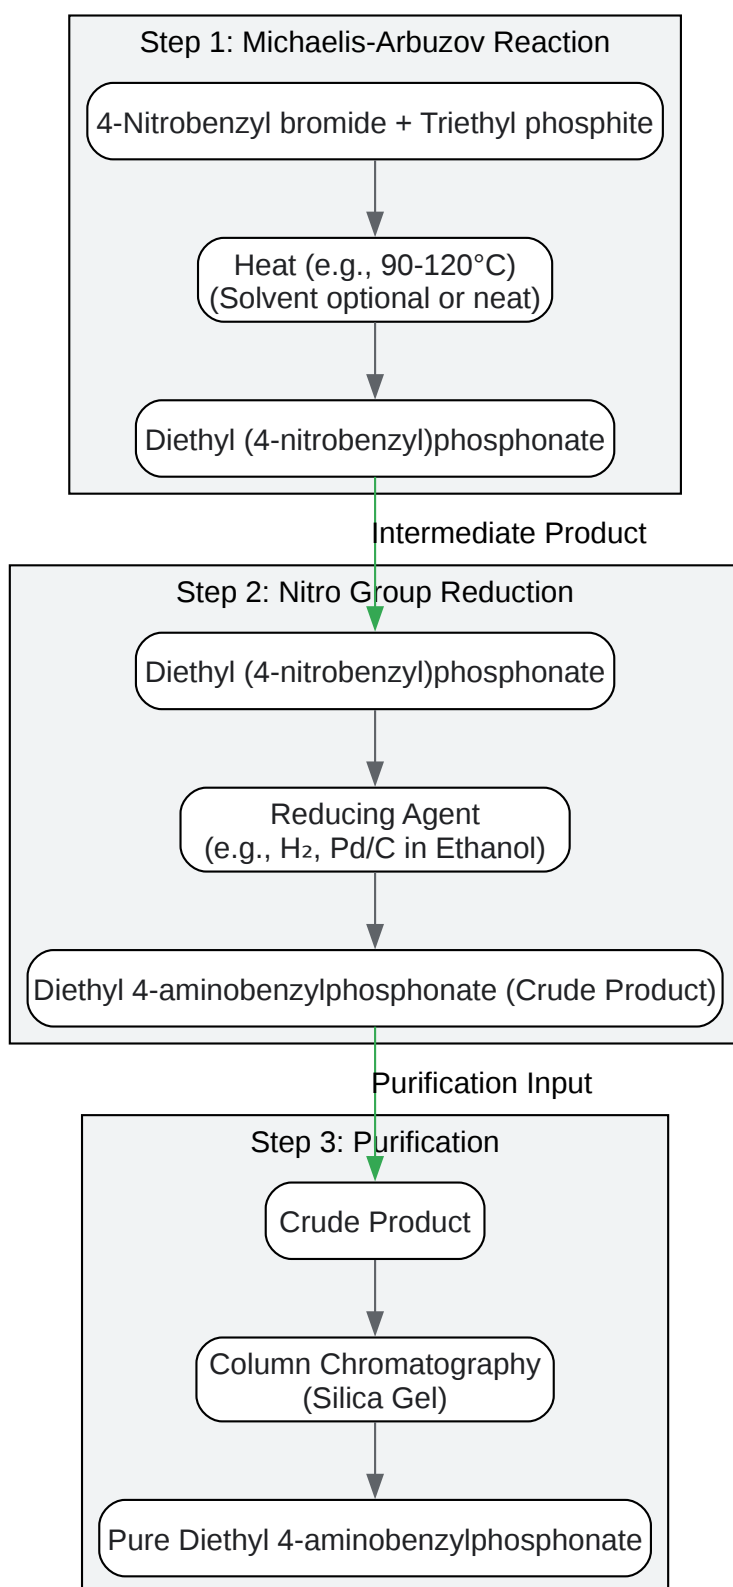 Step 1: Michaelis-Arbuzov Reaction
4-Nitrobenzyl bromide + Triethyl phosphite
Heat (e.g., 90-120°C)
(Solvent optional or neat)
Diethyl (4-nitrobenzyl)phosphonate
Intermediate Product
Step 2: Nitro Group Reduction
Diethyl (4-nitrobenzyl)phosphonate
Reducing Agent
(e.g., H₂, Pd/C in Ethanol)
Diethyl 4-aminobenzylphosphonate (Crude Product)
Purification Input
Step 3: Purification
Crude Product
Column Chromatography
(Silica Gel)
Pure Diethyl 4-aminobenzylphosphonate